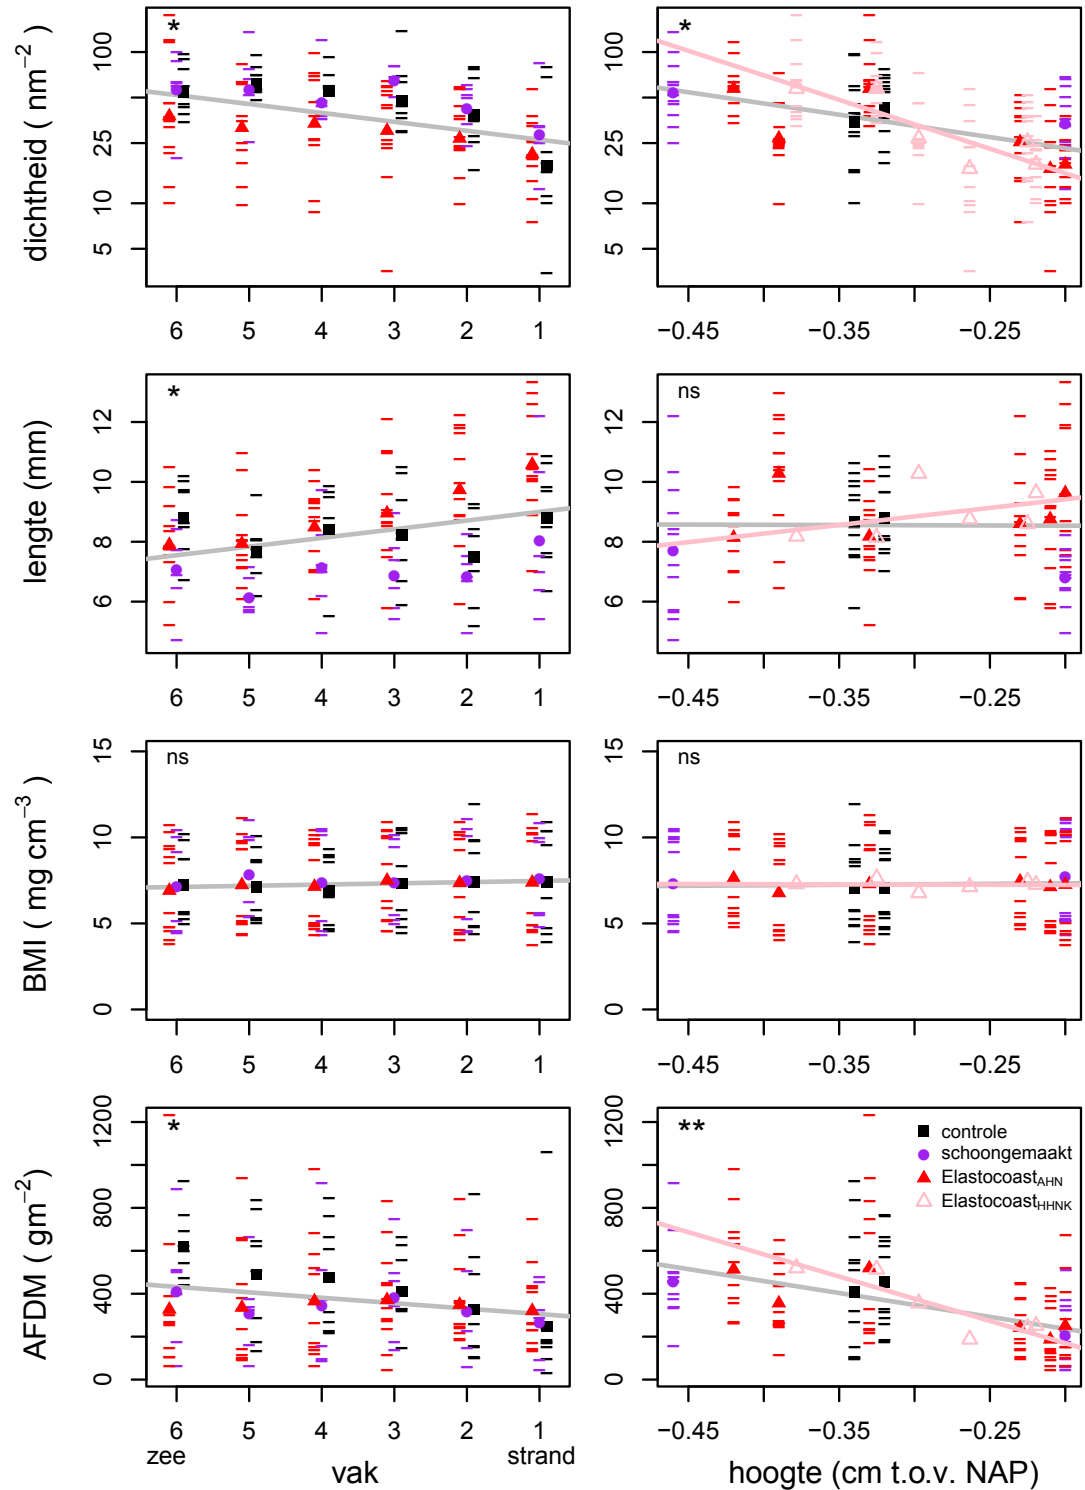 dichtheid ( nm−2 )
100
25
10
5
*
6 5 4 3 2 1
100
25
10
5
*
−0.45 −0.35 −0.25
lengte (mm)
12
10
8
6
*
6 5 4 3 2 1
12
10
8
6
ns
−0.45 −0.35 −0.25
BMI ( mg cm−3 )
15
10
5
0
ns
6 5 4 3 2 1
15
10
5
0
ns
−0.45 −0.35 −0.25
AFDM ( gm−2 )
1200
800
400
0
*
6 5 4 3 2 1
zee strand
vak
1200
800
400
0
**
controle
schoongemaakt
ElastocoastAHN
ElastocoastHHNK
−0.45 −0.35 −0.25
hoogte (cm t.o.v. NAP)